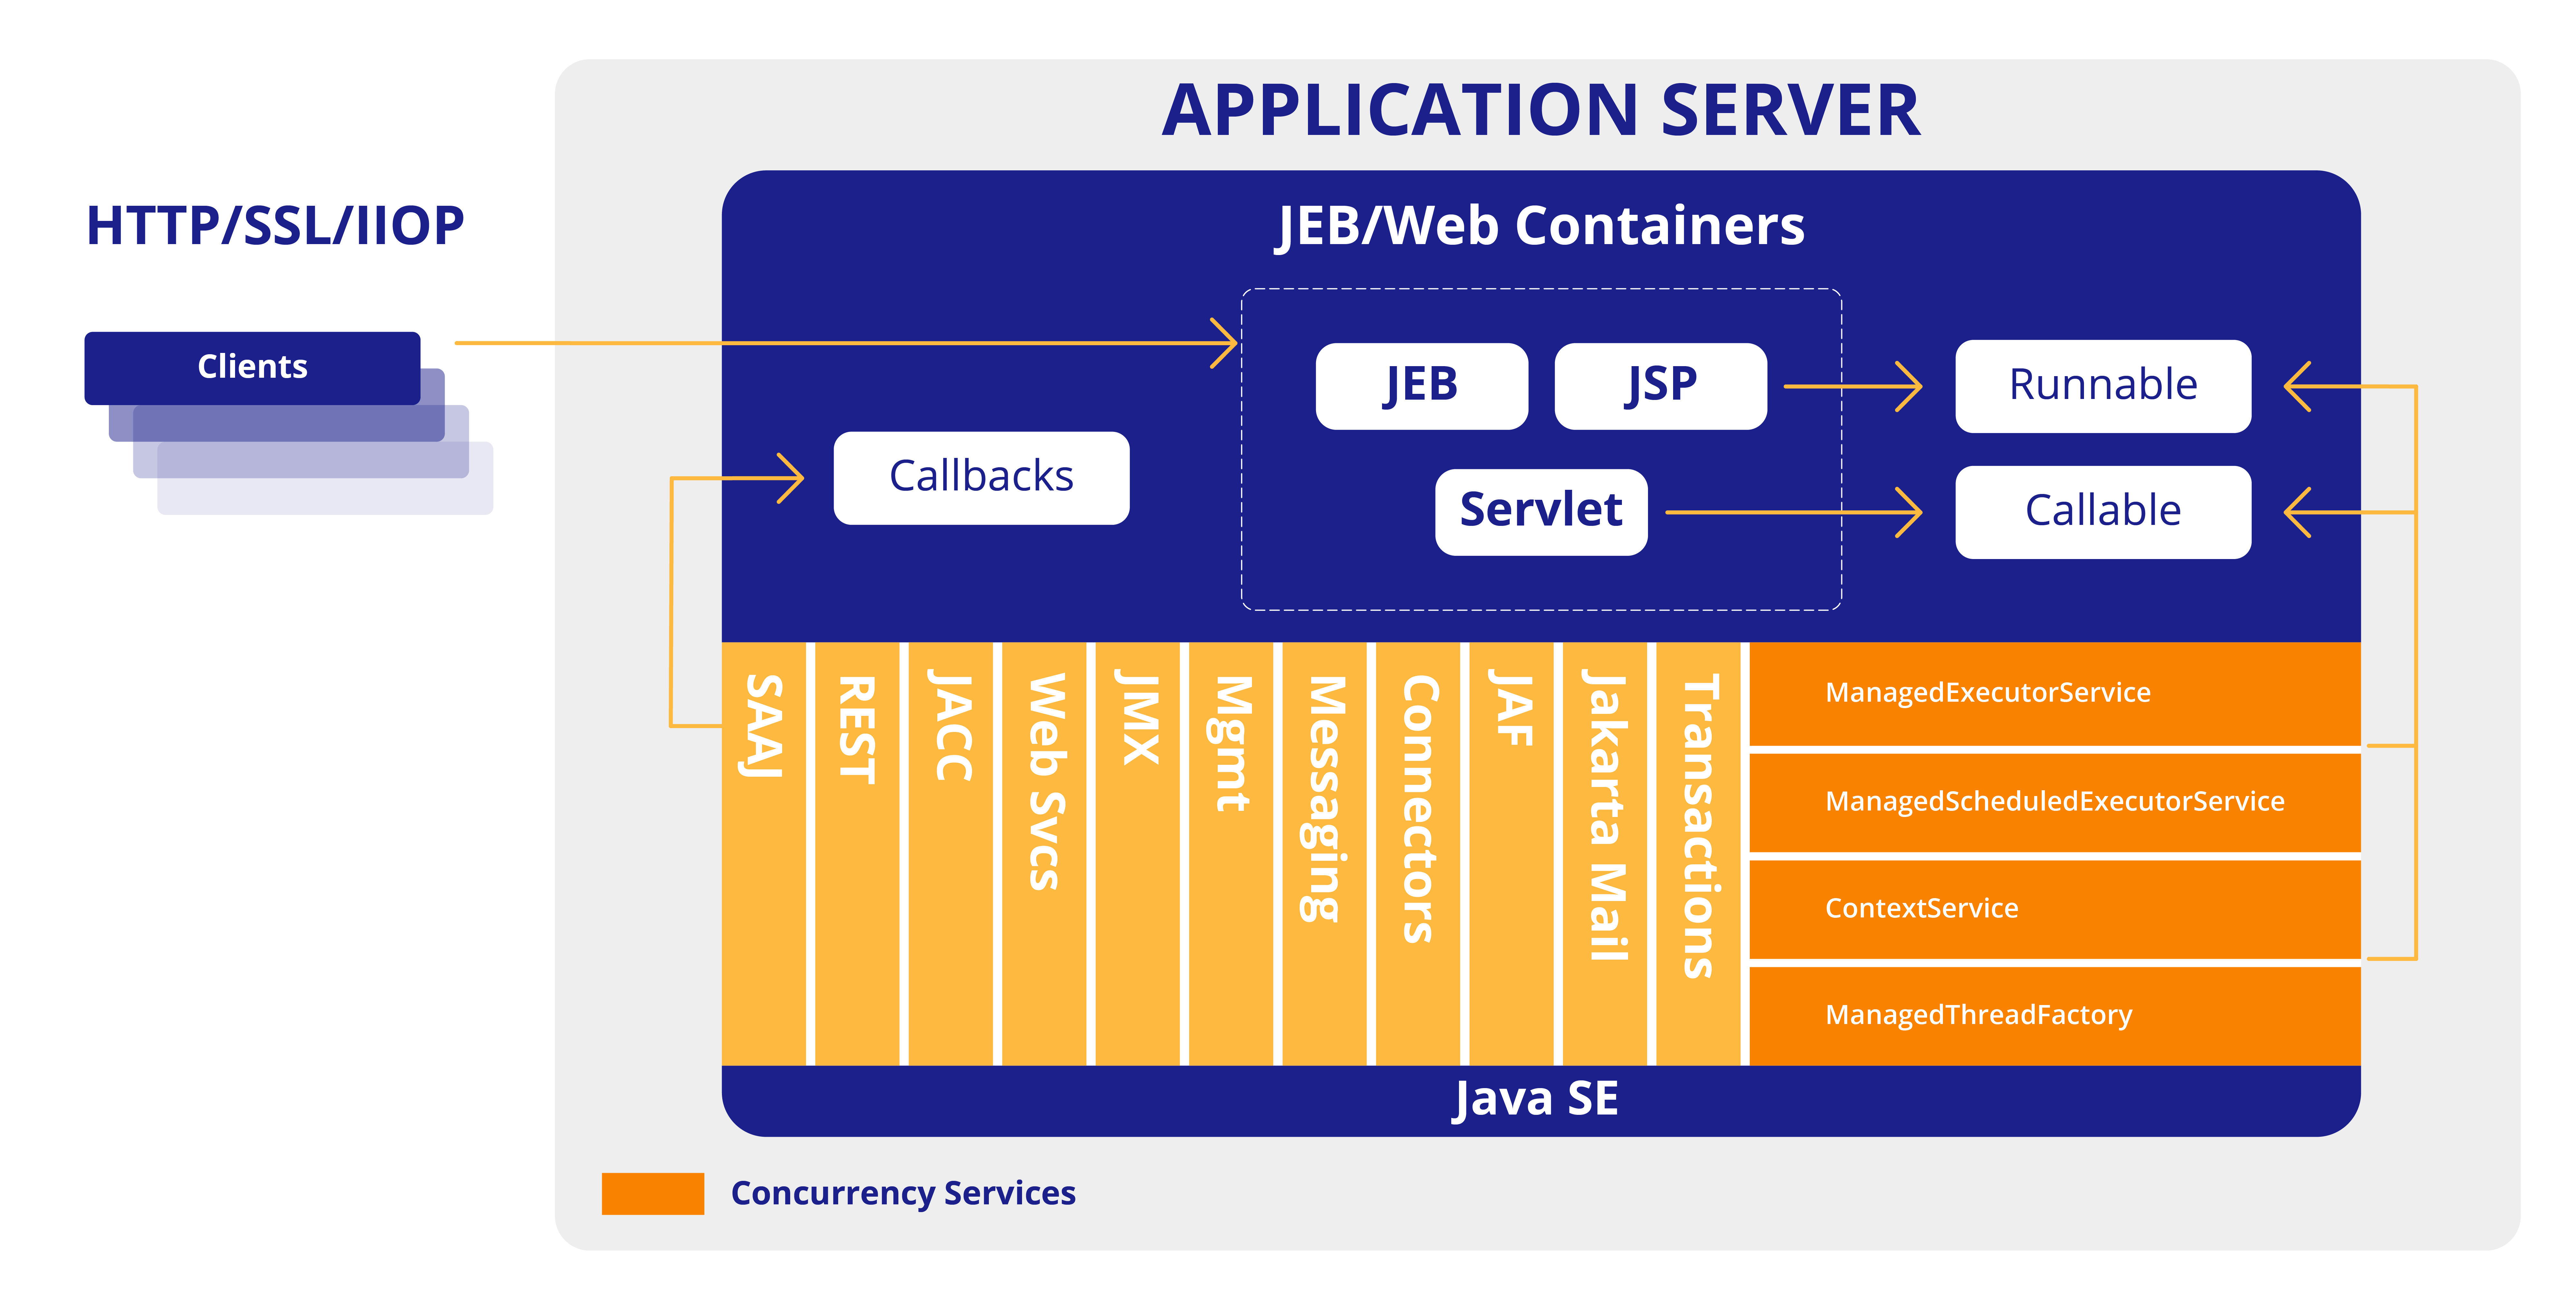 APPLICATION SERVER
HTTP/SSL/IIOP
JEB/Web Containers
Clients
JEB
JSP
Runnable
Callbacks
Servlet
Callable
SAAJ
REST
JACC
Web Svcs
JMX
Mgmt
Messaging
Connectors
JAF
Jakarta Mail
Transactions
ManagedExecutorService
ManagedScheduledExecutorService
ContextService
ManagedThreadFactory
Java SE
Concurrency Services